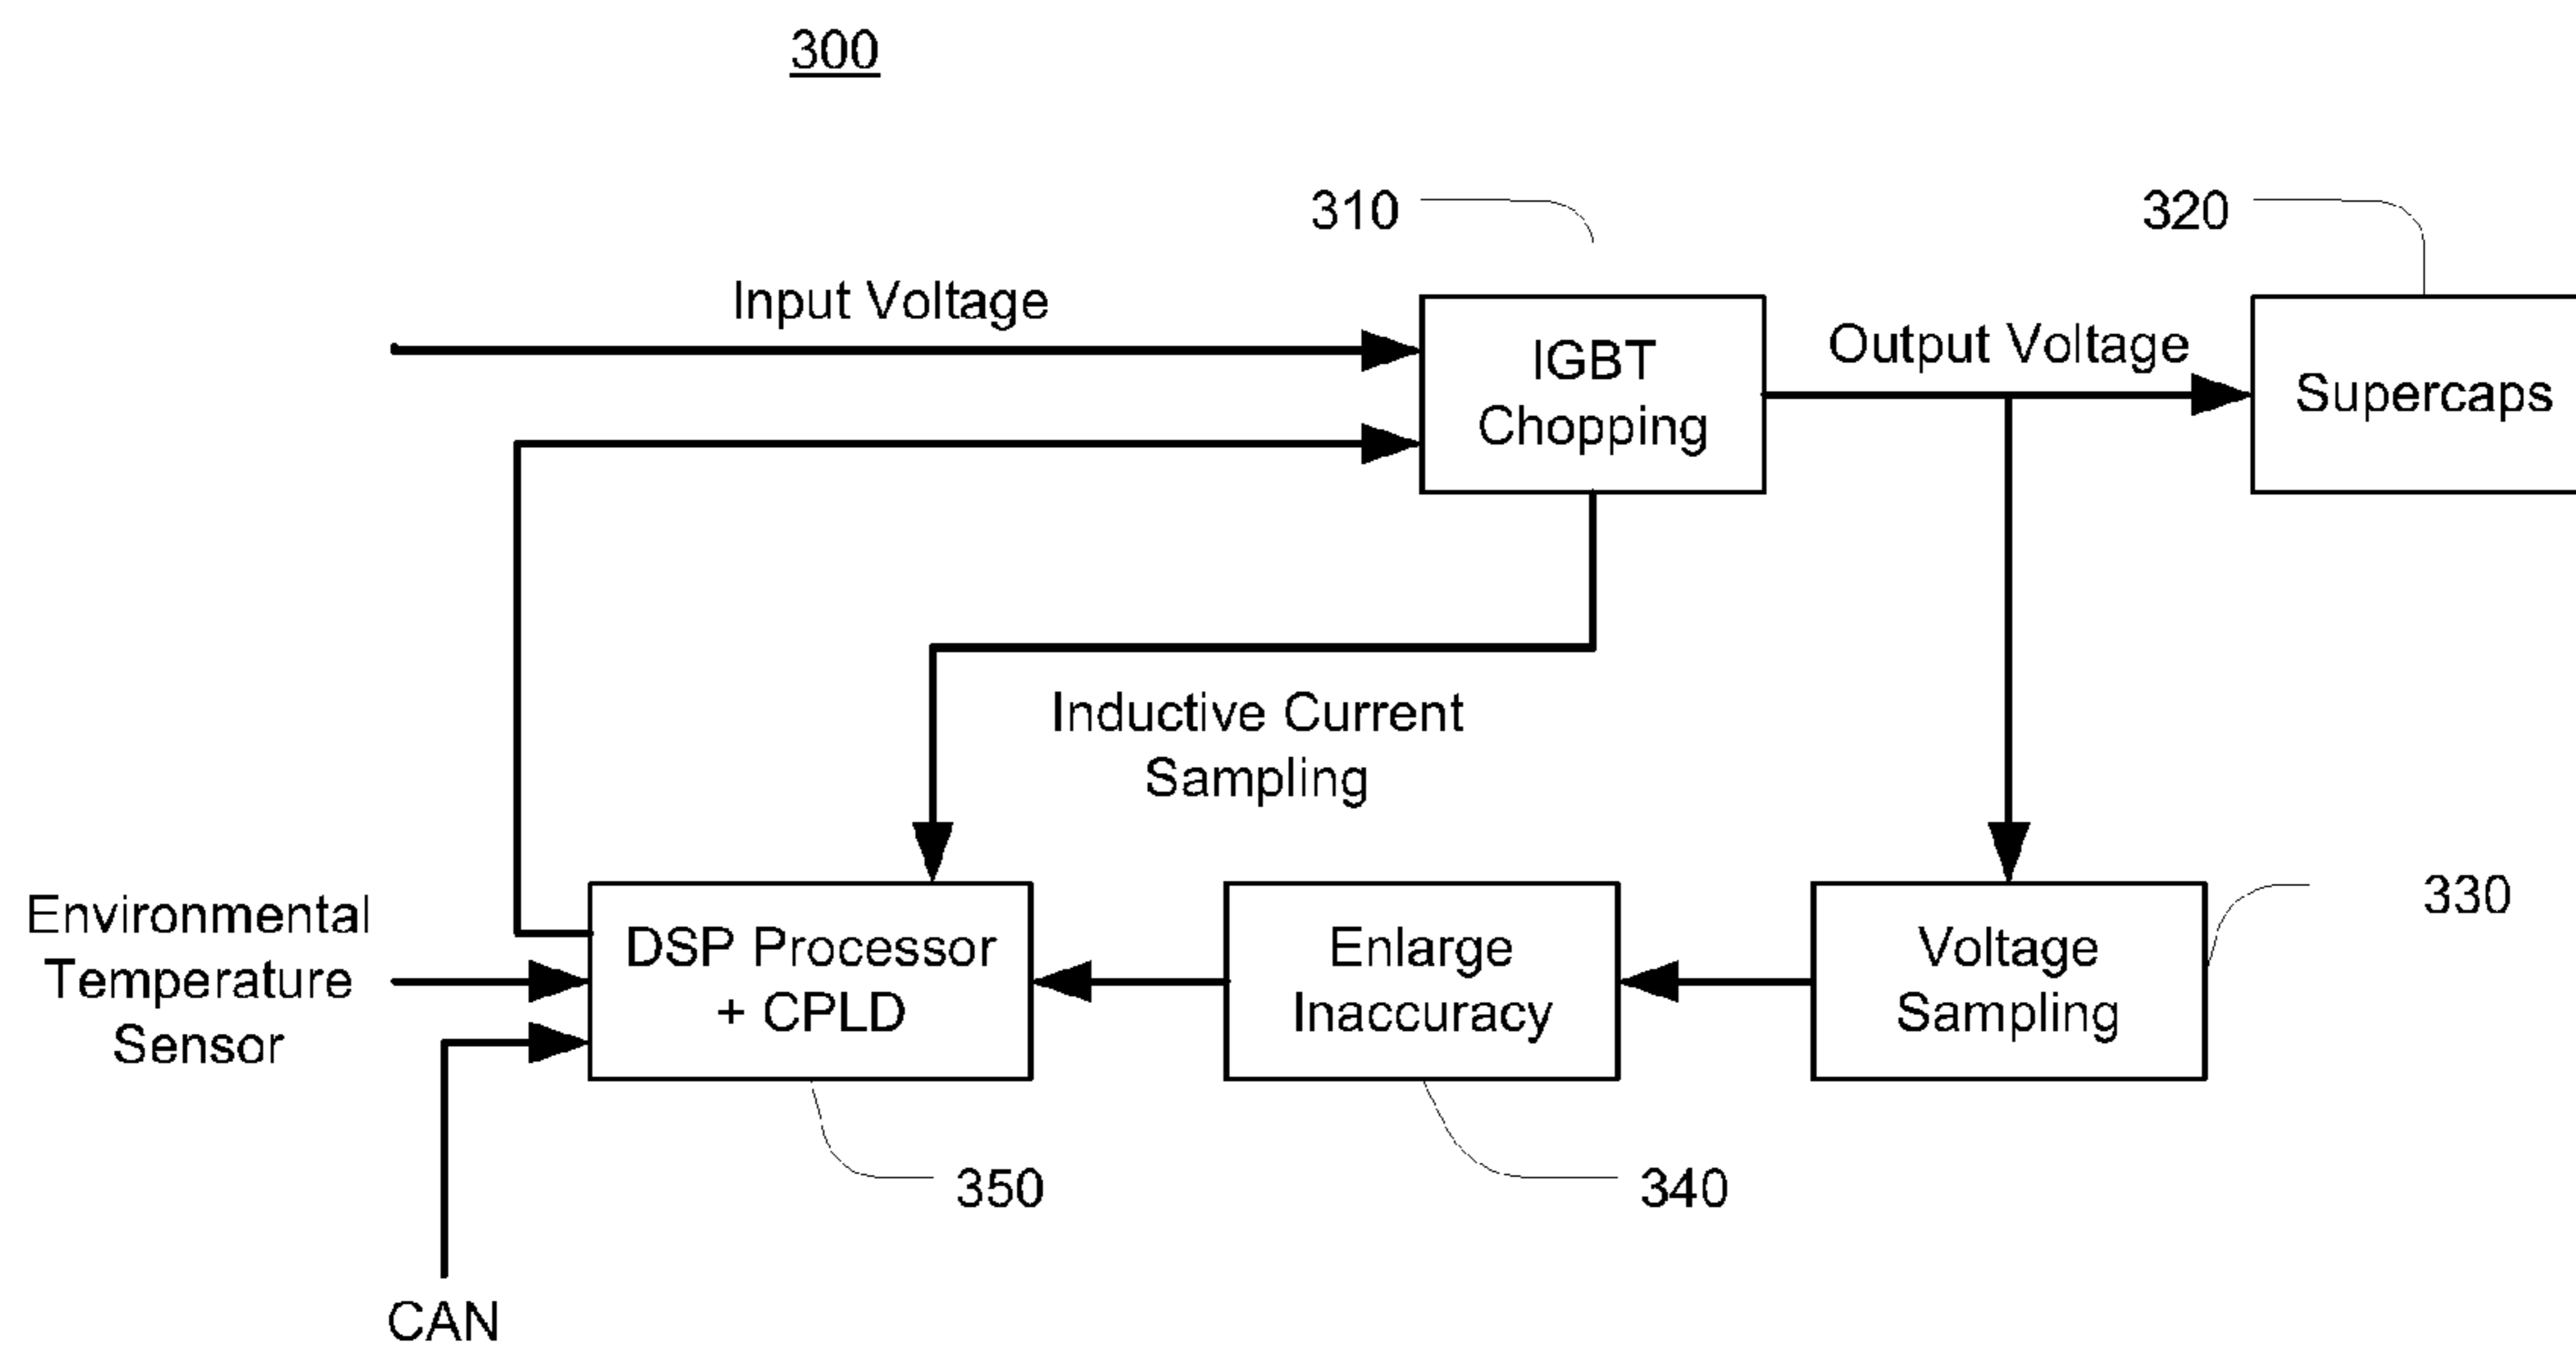 300
310
320
Input Voltage
IGBT
Chopping
Output Voltage
Supercaps
Inductive Current
Sampling
Environmental
Temperature
Sensor
DSP Processor
+ CPLD
Enlarge
Inaccuracy
Voltage
Sampling
330
350
340
CAN